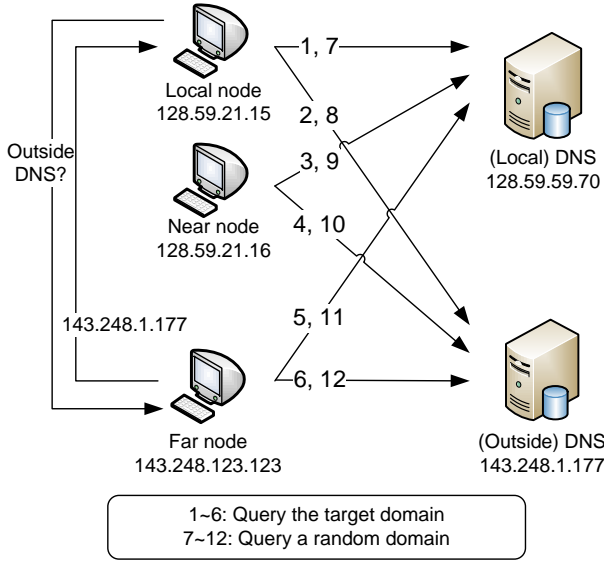 1, 7
Local node
128.59.21.15
2, 8
Outside
DNS?
3, 9
(Local) DNS
128.59.59.70
Near node
128.59.21.16
4, 10
143.248.1.177
5, 11
6, 12
Far node
143.248.123.123
(Outside) DNS
143.248.1.177
1~6: Query the target domain
7~12: Query a random domain